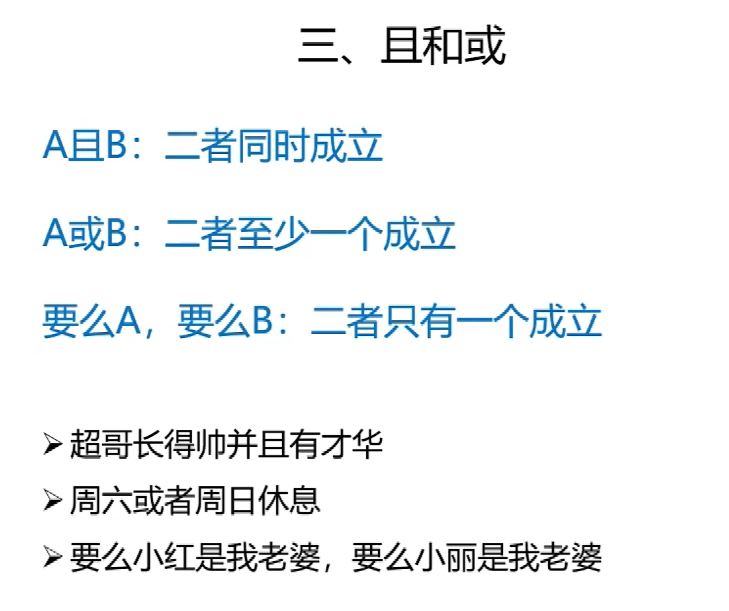 三、且和或
A且B：二者同时成立
A或B：二者至少一个成立
要么A，要么B：二者只有一个成立
➢超哥长得帅并且有才华
➢周六或者周日休息
➢要么小红是我老婆，要么小丽是我老婆